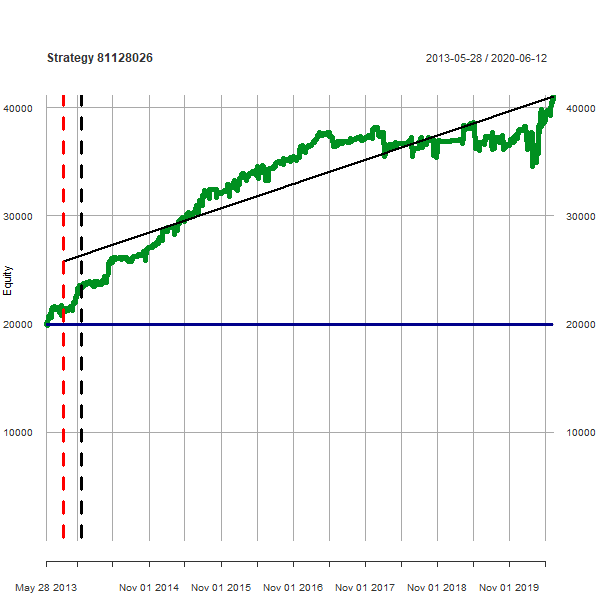 Strategy 81128026
2013-05-28 / 2020-06-12
40000
40000
30000
30000
Equity
20000
20000
10000
10000
May 28 2013
Nov 01 2014
Nov 01 2015
Nov 01 2016
Nov 01 2017
Nov 01 2018
Nov 01 2019